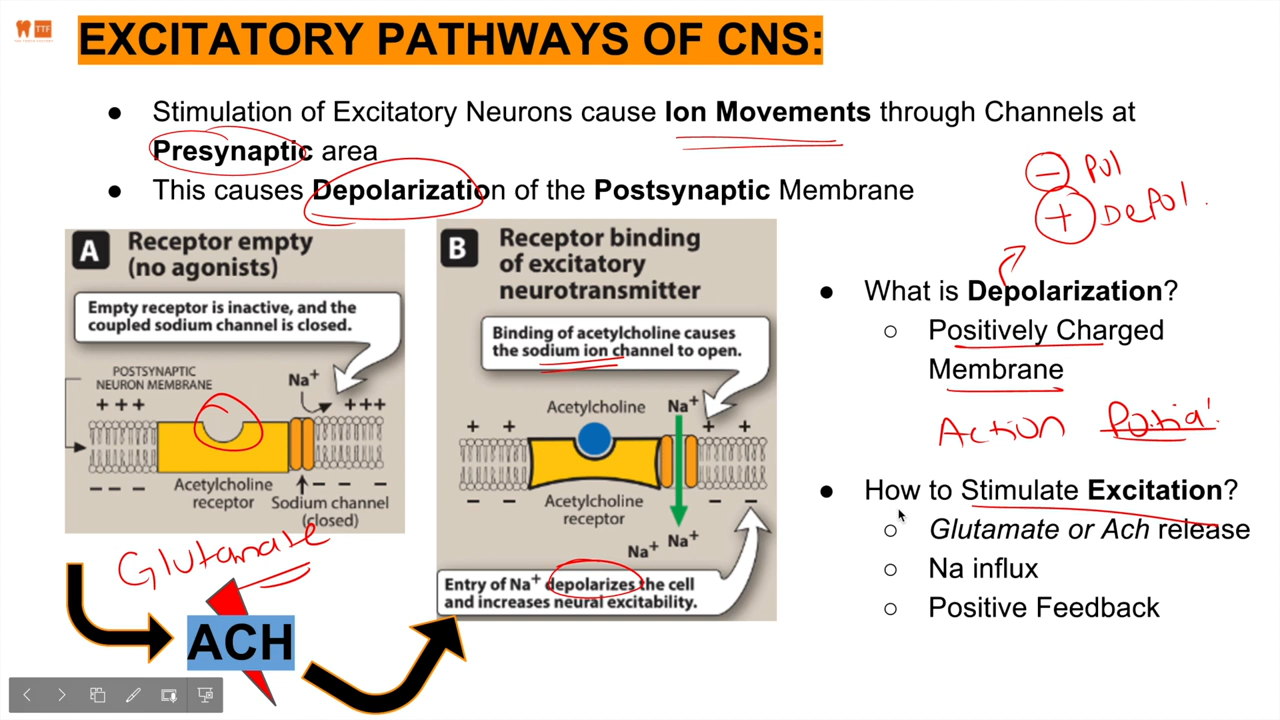 TTF
EXCITATORY PATHWAYS OF CNS:
● Stimulation of Excitatory Neurons cause Ion Movements through Channels at
Presynaptic area
● This causes Depolarization of the Postsynaptic Membrane
− Pol
+ Depol.
A Receptor empty
(no agonists)
Empty receptor is inactive, and the
coupled sodium channel is closed.
POSTSYNAPTIC
NEURON MEMBRANE
Na+
+ + + +++
Acetylcholine
receptor
− − − − − −
Sodium channel
(closed)
Glutamate
ACH
B Receptor binding
of excitatory
neurotransmitter
Binding of acetylcholine causes
the sodium ion channel to open.
Acetylcholine Na+
+ + + +
Acetylcholine
receptor
− − − −
Na+ Na+
Entry of Na+ depolarizes the cell
and increases neural excitability.
● What is Depolarization?
○ Positively Charged
Membrane
Action
● How to Stimulate Excitation?
○ Glutamate or Ach release
○ Na influx
○ Positive Feedback